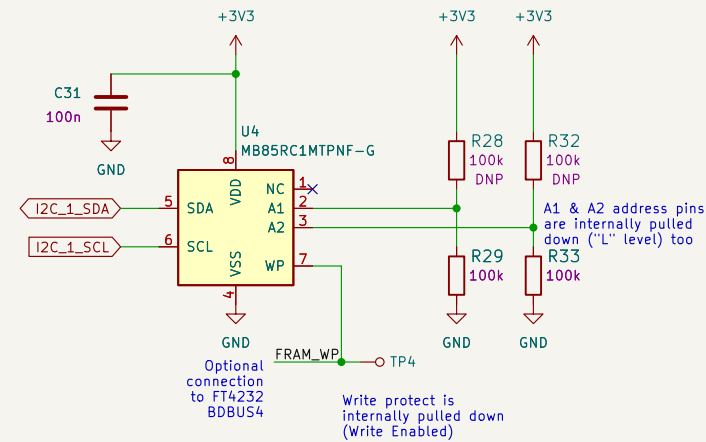 +3V3
+3V3
+3V3
C31
100n
GND
U4
MB85RC1MTPNF-G
8
VDD
NC
1
A1
2
A2
3
WP
7
I2C_1_SDA
5
SDA
I2C_1_SCL
6
SCL
VSS
4
GND
R28
100k
DNP
R32
100k
DNP
A1 & A2 address pins
are internally pulled
down ("L" level) too
R29
100k
R33
100k
GND
GND
FRAM_WP
TP4
Optional
connection
to FT4232
BDBUS4
Write protect is
internally pulled down
(Write Enabled)